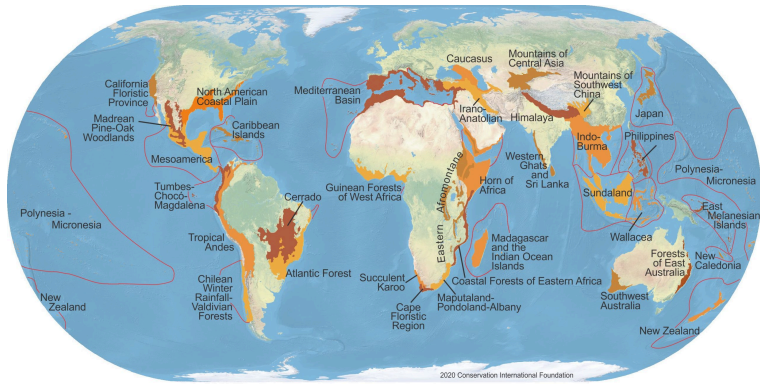 California
Floristic
Province
North American
Coastal Plain
Madrean
Pine-Oak
Woodlands
Caribbean
Islands
Mesoamerica
Tumbes-
Chocó-
Magdalena
Cerrado
Polynesia -
Micronesia
Tropical
Andes
Atlantic Forest
Chilean
Winter
Rainfall-
Valdivian
Forests
New
Zealand
Mediterranean
Basin
Caucasus
Mountains of
Central Asia
Mountains of
Southwest
China
Irano-
Anatolian
Himalaya
Japan
Indo-
Burma
Philippines
Western
Ghats
and
Sri Lanka
Polynesia-
Micronesia
Guinean Forests
of West Africa
Eastern Afromontane
Horn of
Africa
Sundaland
East
Melanesian
Islands
Wallacea
Madagascar
and the
Indian Ocean
Islands
Forests
of East
Australia
New
Caledonia
Succulent
Karoo
Coastal Forests of Eastern Africa
Cape
Floristic
Region
Maputaland-
Pondoland-Albany
Southwest
Australia
New Zealand
2020 Conservation International Foundation